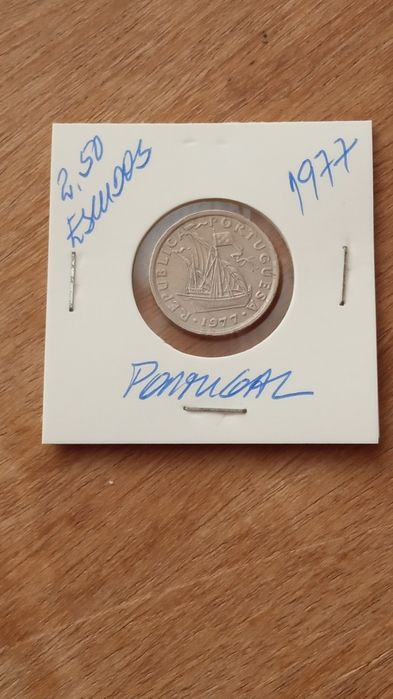 2,50
ESCUDOS
1977
REPUBLICA PORTUGUESA
• 1977 •
PORTUGAL